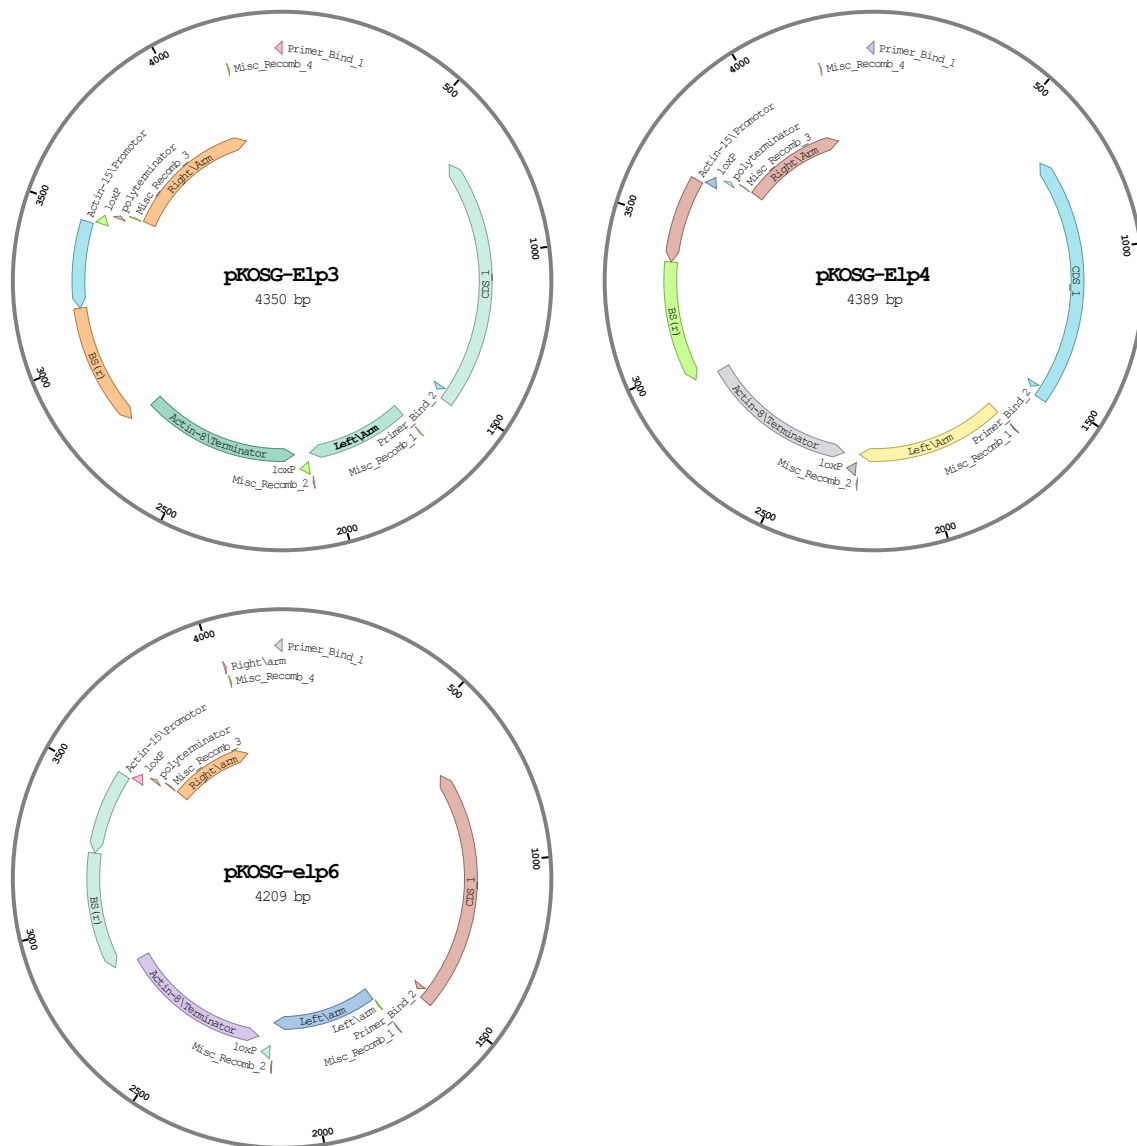 4000
Primer_Bind_1
Misc_Recomb_4
500
Actin-15\Promotor
loxP
polyterminator
Misc_Recomb_3
Right\Arm
3500
1000
pKOSG-Elp3
4350 bp
CDS_1
BS(r)
3000
Actin-8\Terminator
Left\Arm
Primer_Bind_2
Misc_Recomb_1
1500
loxP
Misc_Recomb_2
2500
2000
4000
Primer_Bind_1
Misc_Recomb_4
500
Actin-15\Promotor
loxP
polyterminator
Misc_Recomb_3
Right\Arm
3500
1000
pKOSG-Elp4
4389 bp
CDS_1
BS(r)
3000
Actin-8\Terminator
Left\Arm
Primer_Bind_2
Misc_Recomb_1
1500
loxP
Misc_Recomb_2
2500
2000
4000
Primer_Bind_1
Right\arm
Misc_Recomb_4
500
Actin-15\Promotor
loxP
polyterminator
Misc_Recomb_3
Right\arm
3500
1000
pKOSG-elp6
4209 bp
CDS_1
BS(r)
3000
Actin-8\Terminator
Left\arm
Left\arm
Primer_Bind_2
Misc_Recomb_1
1500
loxP
Misc_Recomb_2
2500
2000